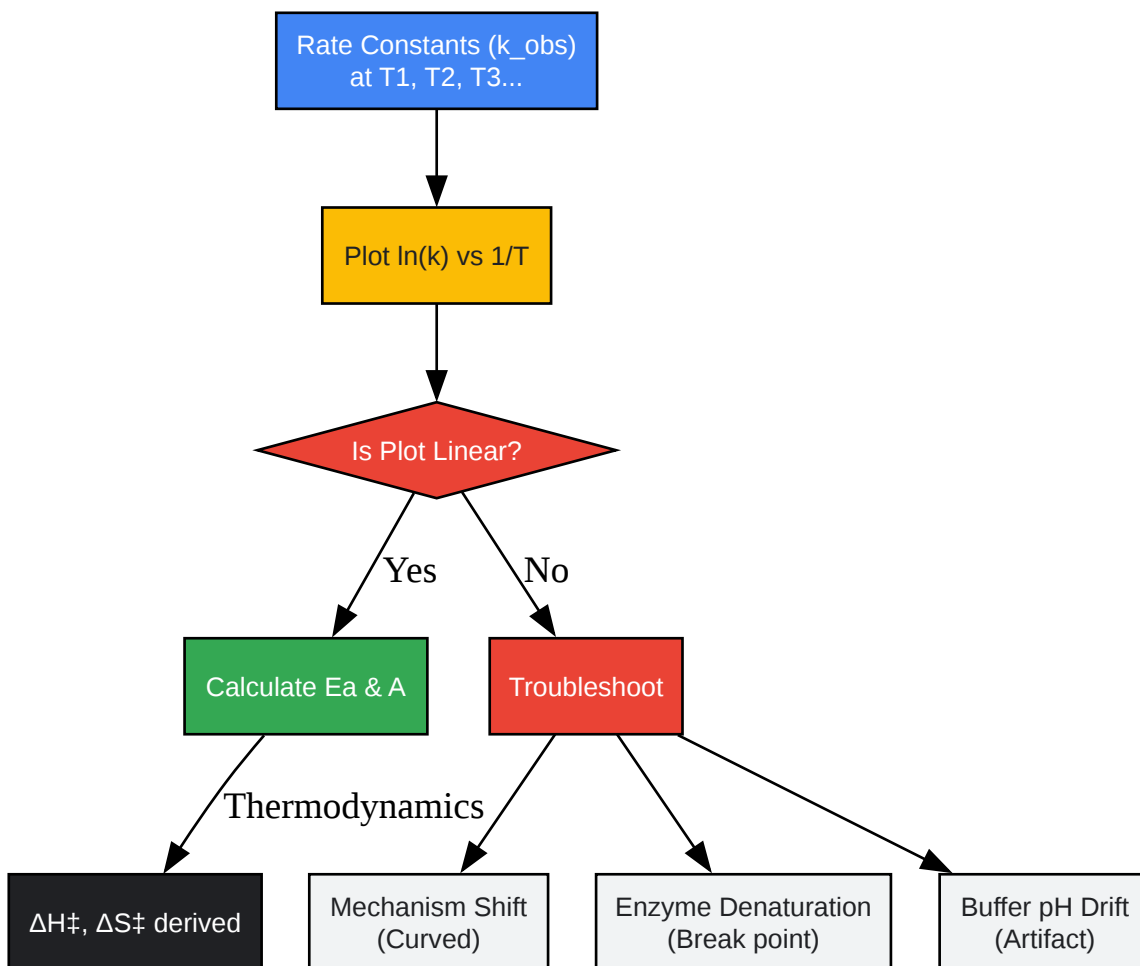 Rate Constants (k_obs)
at T1, T2, T3...
Plot ln(k) vs 1/T
Is Plot Linear?
Yes
No
Calculate Ea & A
Troubleshoot
Thermodynamics
ΔH‡, ΔS‡ derived
Mechanism Shift
(Curved)
Enzyme Denaturation
(Break point)
Buffer pH Drift
(Artifact)